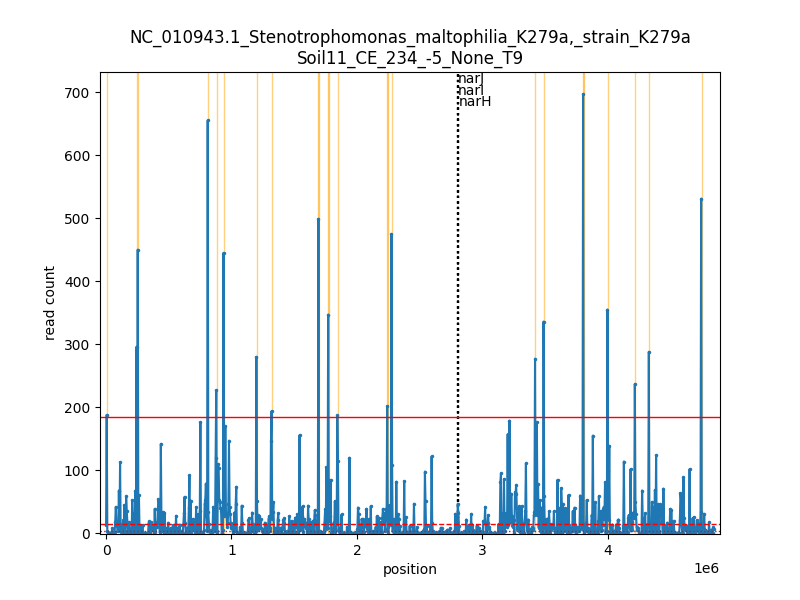 NC_010943.1_Stenotrophomonas_maltophilia_K279a,_strain_K279a
Soil11_CE_234_-5_None_T9
narJ
narI
narH
700
600
500
400
300
200
100
0
read count
0 1 2 3 4
1e6
position